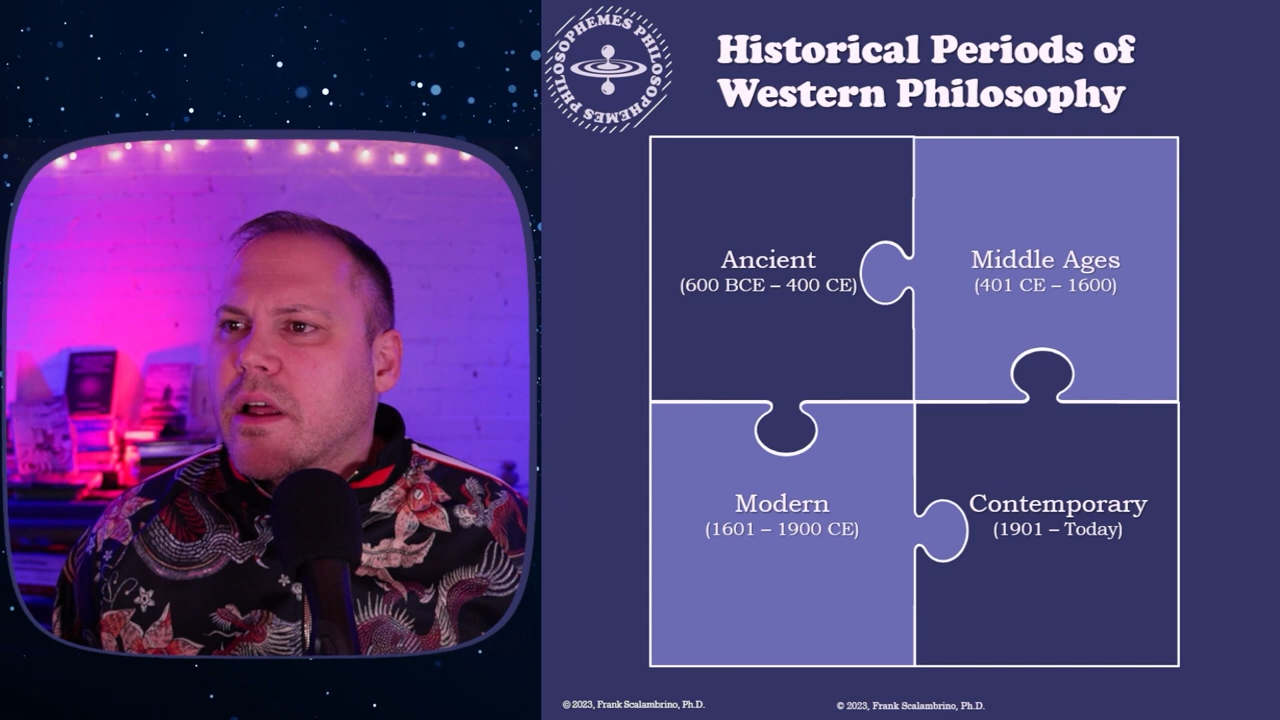 PHILOSOPHEMES PHILOSOPHEMES
Historical Periods of
Western Philosophy
Ancient
(600 BCE – 400 CE)
Middle Ages
(401 CE – 1600)
Modern
(1601 – 1900 CE)
Contemporary
(1901 – Today)
© 2023, Frank Scalambrino, Ph.D.
© 2023, Frank Scalambrino, Ph.D.